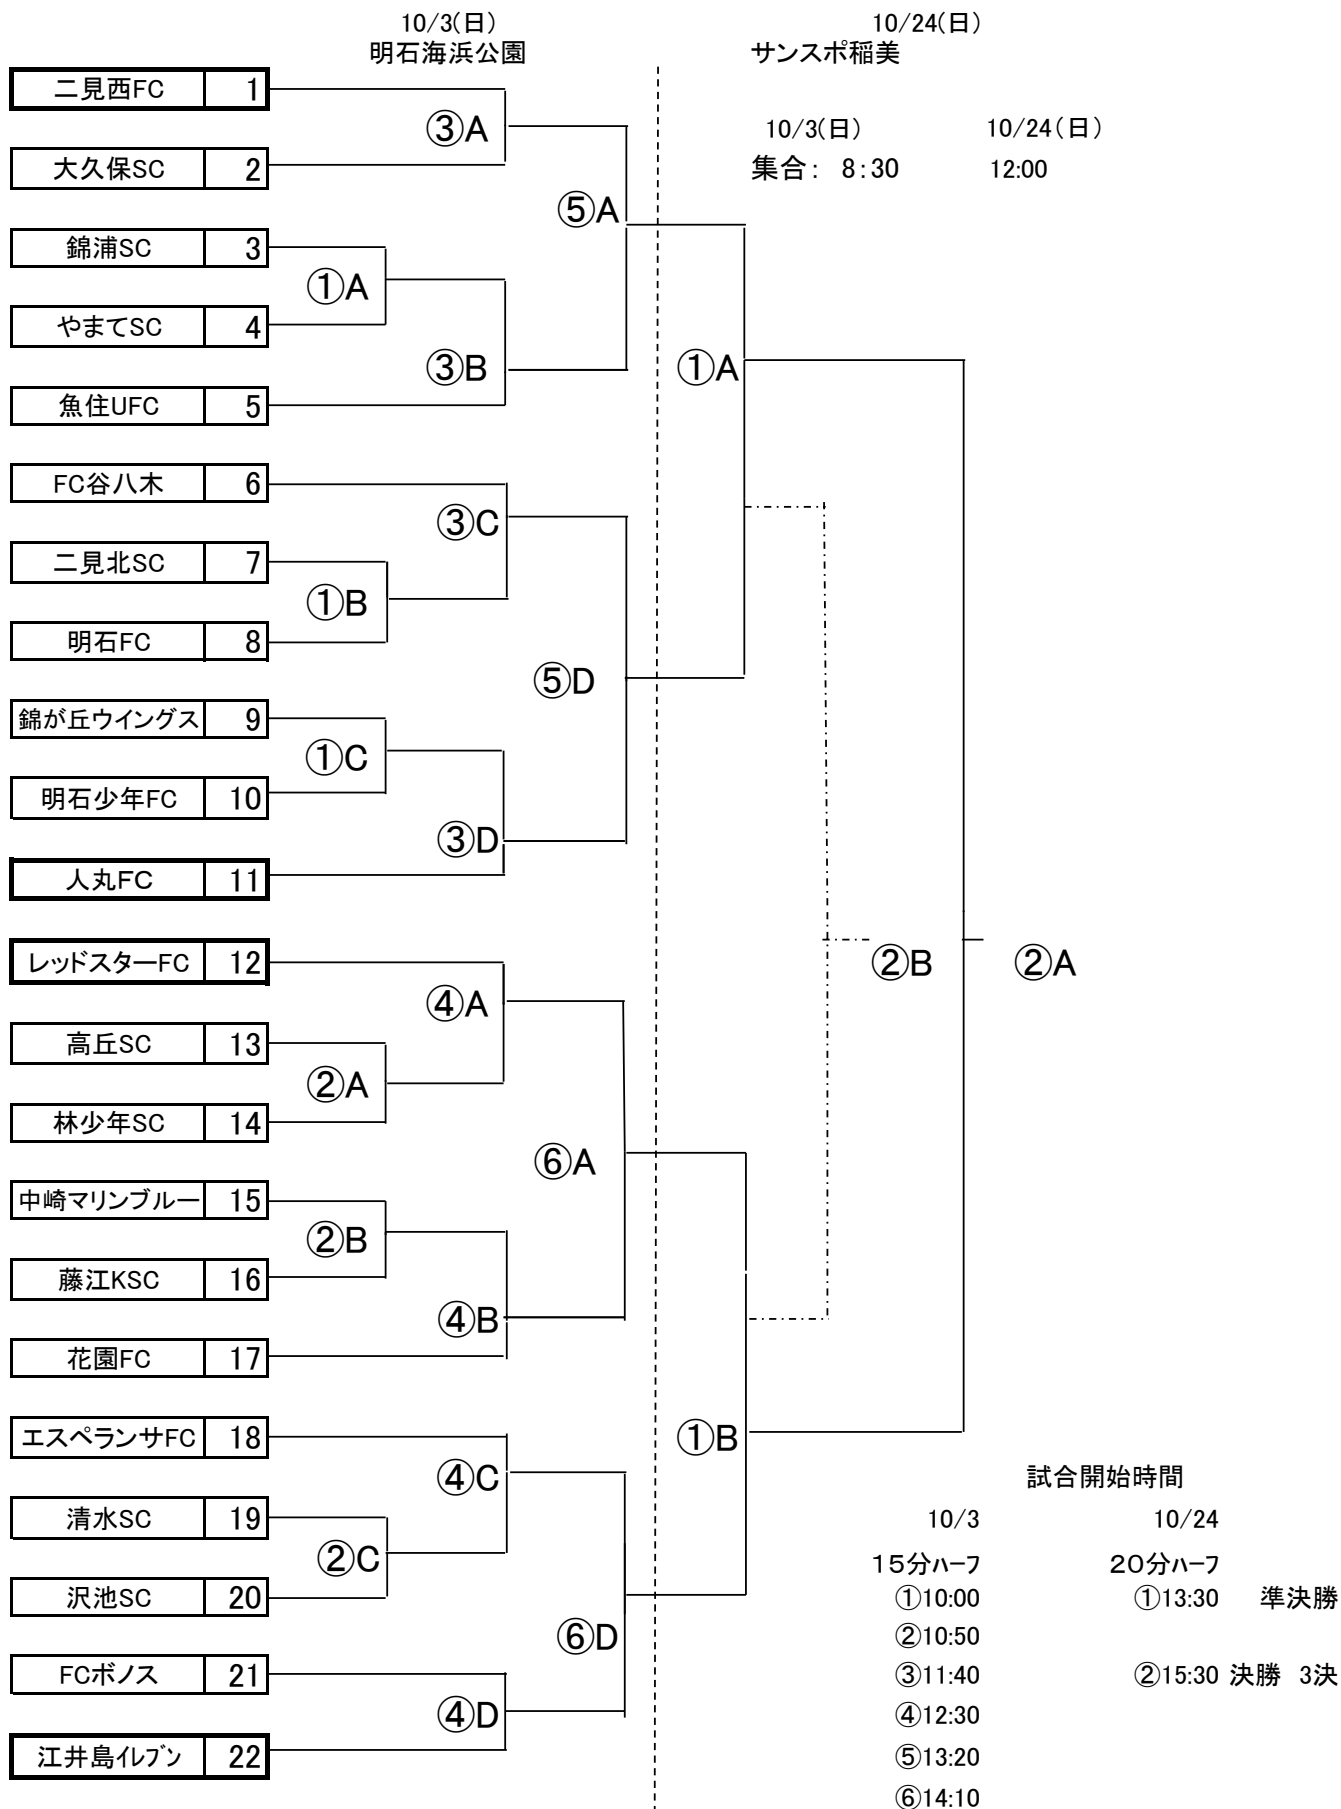 10/3(日) 10/24(日)
明石海浜公園 サンスポ稲美
二見西FC 1
③A
10/3(日) 10/24(日)
大久保SC 2
集合: 8:30 12:00
⑤A
錦浦SC 3
①A
やまてSC 4
③B ①A
魚住UFC 5
FC谷八木 6
③C
二見北SC 7
①B
明石FC 8
⑤D
錦が丘ウイングス 9
①C
明石少年FC 10
③D
人丸FC 11
レッドスターFC 12
②B ②A
④A
高丘SC 13
②A
林少年SC 14
⑥A
中崎マリンブルー 15
②B
藤江KSC 16
④B
花園FC 17
エスペランサFC 18
①B
④C
試合開始時間
清水SC 19
10/3 10/24
②C
15分ハーフ 20分ハーフ
沢池SC 20
①10:00 ①13:30 準決勝
⑥D
②10:50
FCボノス 21
③11:40 ②15:30 決勝 3決
④D
④12:30
江井島イレブン 22
⑤13:20
⑥14:10